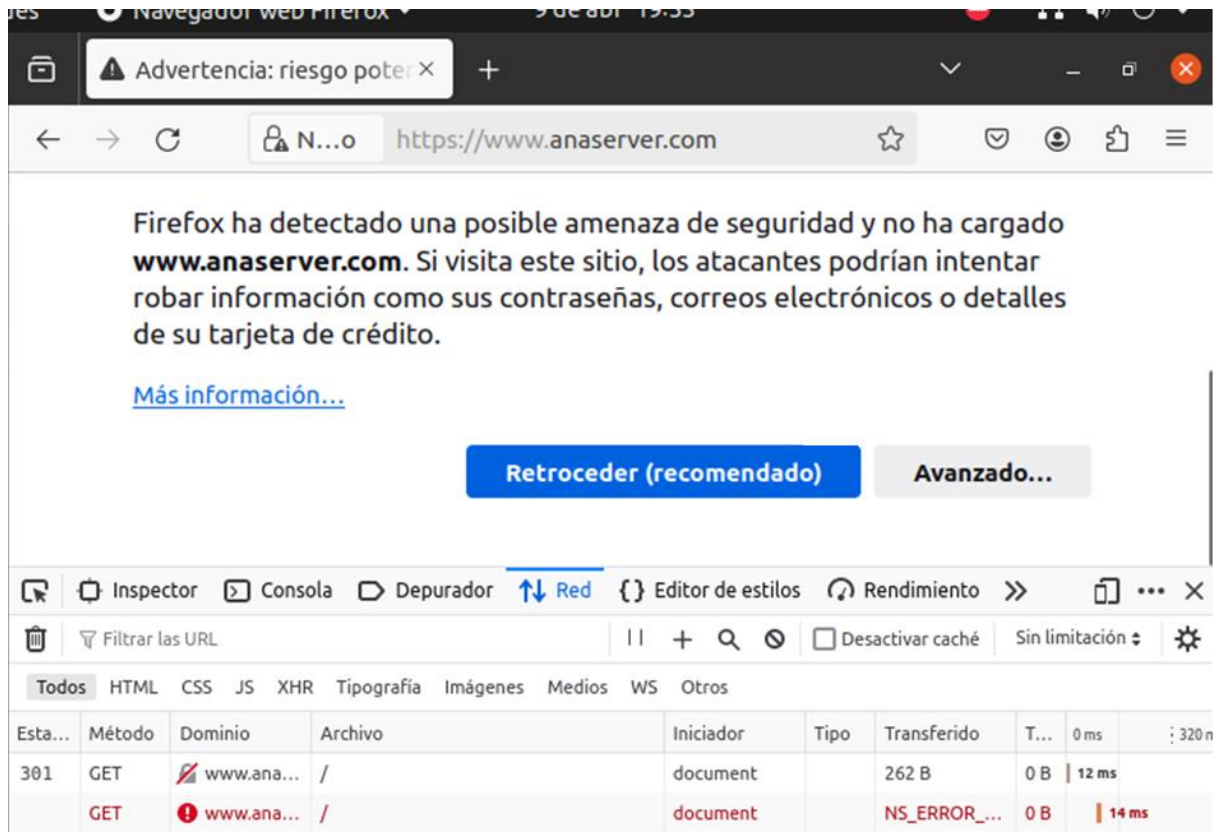 Navegador web Firefox
9 de abr 19:33
Advertencia: riesgo poter
N...o https://www.anaserver.com
Firefox ha detectado una posible amenaza de seguridad y no ha cargado
www.anaserver.com. Si visita este sitio, los atacantes podrían intentar
robar información como sus contraseñas, correos electrónicos o detalles
de su tarjeta de crédito.
Más información...
Retroceder (recomendado) Avanzado...
Inspector Consola Depurador Red {} Editor de estilos Rendimiento
Filtrar las URL Desactivar caché Sin limitación
Todos HTML CSS JS XHR Tipografía Imágenes Medios WS Otros
Esta... Método Dominio Archivo Iniciador Tipo Transferido T... 0 ms
301 GET www.ana... / document 262 B 0 B 12 ms
GET www.ana... / document NS_ERROR_... 0 B 14 ms